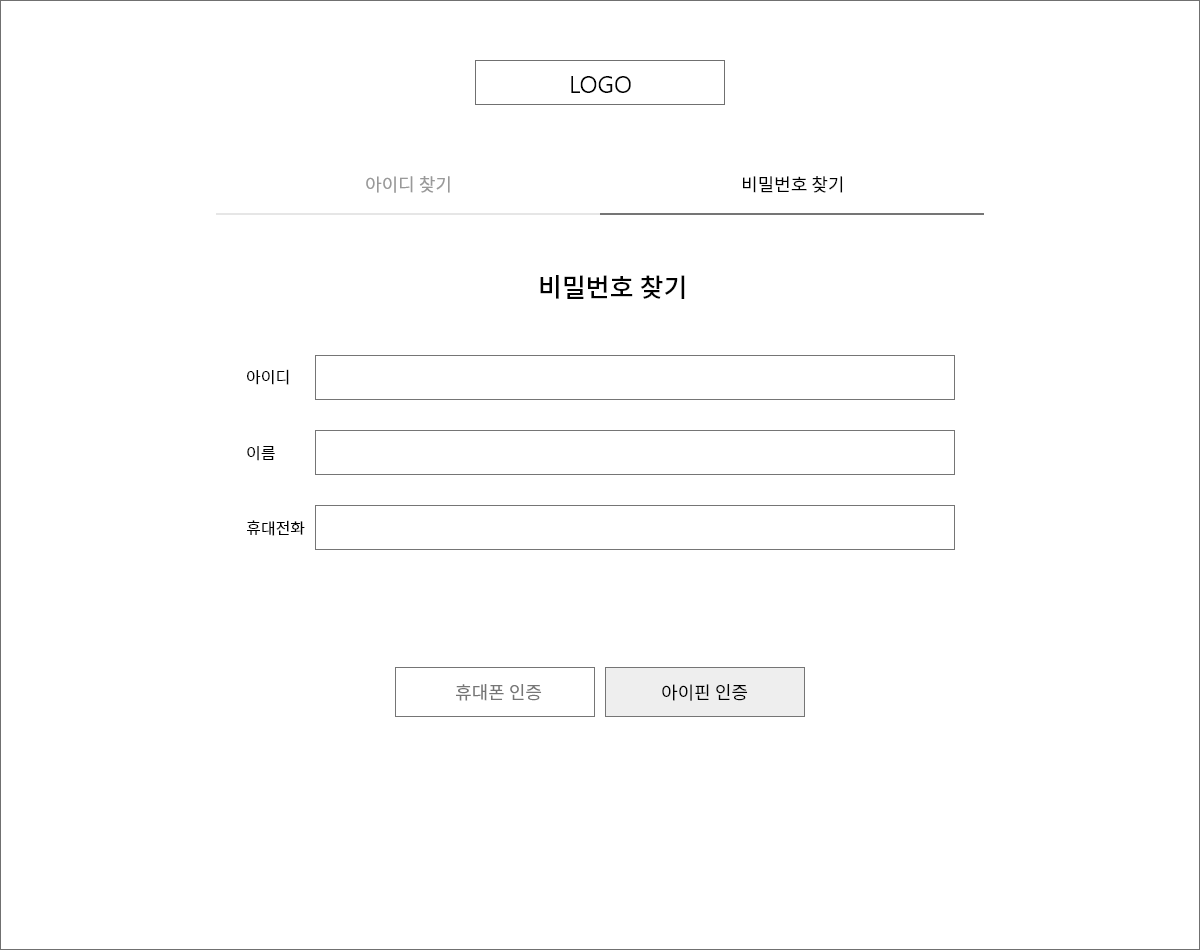 LOGO
아이디 찾기
비밀번호 찾기
비밀번호 찾기
아이디
이름
휴대전화
휴대폰 인증
아이핀 인증